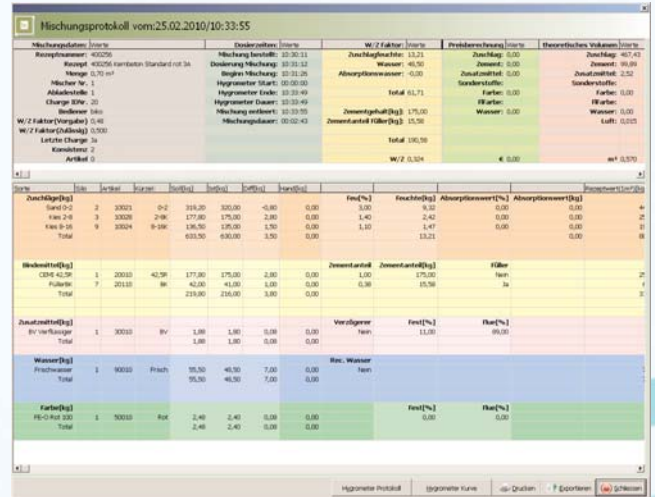 Mischungsprotokoll vom:25.02.2010/10:33:55
Mischungsdaten: Werte Dosierzeiten: Werte W/Z Faktor: Werte Preisberechnung Werte theoretisches Volumen Werte
Rezeptnummer: 400256 Mischung bestellt: 10:30:11 Zuschlagfeuchte: 13,21 Zuschlag: 0,00 Zuschlag: 467,43
Rezept 400256 Kernbeton Standard rot 3A Dosierung Mischung: 10:31:12 Wasser: 48,50 Zement: 0,00 Zement: 99,89
Menge 0,70 m³ Beginn Mischung: 10:31:26 Absorptionswasser: -0,00 Zusatzmittel: 0,00 Zusatzmittel: 2,52
Mischer Nr. 1 Hygrometer Start: 00:00:00 Sonderstoffe: Sonderstoffe:
Abladestelle 1 Hygrometer Ende: 10:33:49 Total 61,71 Farbe: 0,00 Farbe: 0,00
Charge IDNr. 20 Hygrometer Dauer: 10:33:49 FlFarbe: FlFarbe:
Bediener biko Mischung entleert: 10:33:55 Zementgehalt[kg]: 175,00 Wasser: 0,00 Wasser: 0,00
W/Z Faktor(Vorgabe) 0,48 Mischungsdauer: 00:02:43 Zementanteil Füller[kg]: 15,58 Luft: 0,015
W/Z Faktor(Zulässig) 0,500
Letzte Charge Ja Total 190,58
Konsistenz 2
Artikel 0 W/Z 0,324 € 0,00 m³ 0,570
Sorte Silo Artikel Kürzel Soll[kg] Ist[kg] Diff[kg] Hand[kg] Rezeptwert(1m³)[kg
Zuschläge[kg] Feu[%] Feuchte[kg] Absorptionswert[%] Absorptionswert[kg]
Sand 0-2 2 10021 0-2 319,20 320,00 -0,80 0,00 3,00 9,32 0,00 0,00
Kies 2-8 3 10028 2-8K 177,80 175,00 2,80 0,00 1,40 2,42 0,00 0,00
Kies 8-16 9 10024 8-16K 136,50 135,00 1,50 0,00 1,10 1,47 0,00 0,00
Total 633,50 630,00 3,50 0,00 13,21 0,00
Bindemittel[kg] Zementanteil Zementanteil[kg] Füller
CEMI 42,5R 1 20010 42,5R 177,80 175,00 2,80 0,00 1,00 175,00 Nein
FüllerBK 7 20110 BK 42,00 41,00 1,00 0,00 0,38 15,58 Ja
Total 219,80 216,00 3,80 0,00
Zusatzmittel[kg] Verzögerer Fest[%] Flue[%]
BV Verflüssiger 1 30010 BV 1,88 1,80 0,08 0,00 Nein 11,00 89,00
Total 1,88 1,80 0,08 0,00
Wasser[kg] Rec. Wasser
Frischwasser 1 90010 Frisch 55,50 48,50 7,00 0,00 Nein
Total 55,50 48,50 7,00 0,00
Farbe[kg] Fest[%] Flue[%]
FE-O Rot 100 1 50010 Rot 2,48 2,40 0,08 0,00 0,00 0,00
Total 2,48 2,40 0,08 0,00
Hygrometer Protokoll Hygrometer Kurve Drucken Exportieren Schliessen